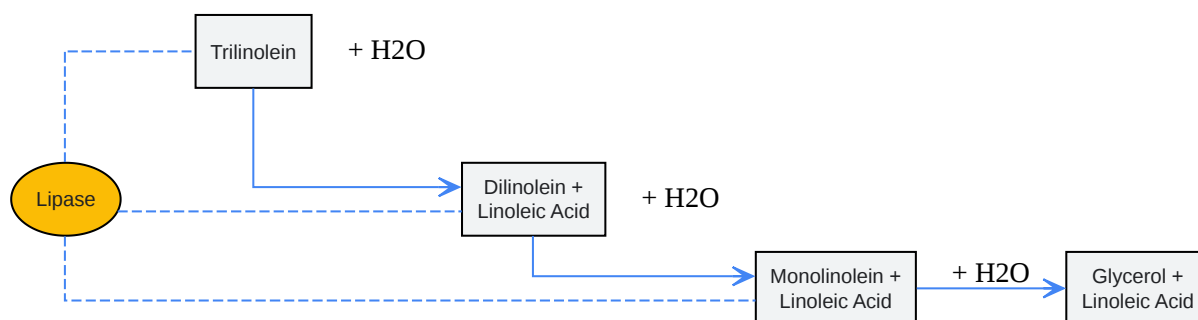 Trilinolein
+ H2O
Lipase
Dilinolein +
Linoleic Acid
+ H2O
Monolinolein +
Linoleic Acid
+ H2O
Glycerol +
Linoleic Acid